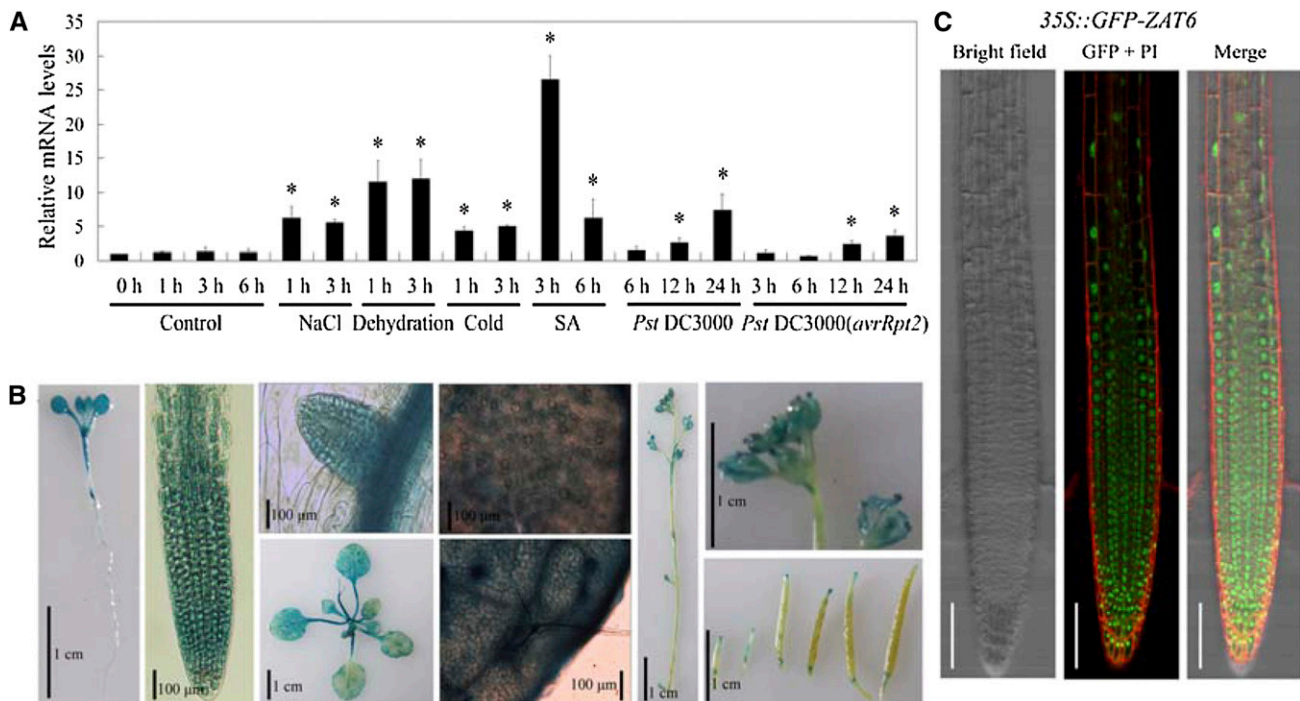 A
Relative mRNA levels
35
30
25
20
15
10
5
0
* * * * * * * * * * * *
0 h 1 h 3 h 6 h 1 h 3 h 1 h 3 h 1 h 3 h 3 h 6 h 6 h 12 h 24 h 3 h 6 h 12 h 24 h
Control NaCl Dehydration Cold SA Pst DC3000 Pst DC3000(avrRpt2)
C
35S::GFP-ZAT6
Bright field GFP + PI Merge
B
1 cm
100 µm
100 µm
1 cm
100 µm
100 µm
1 cm
1 cm
1 cm